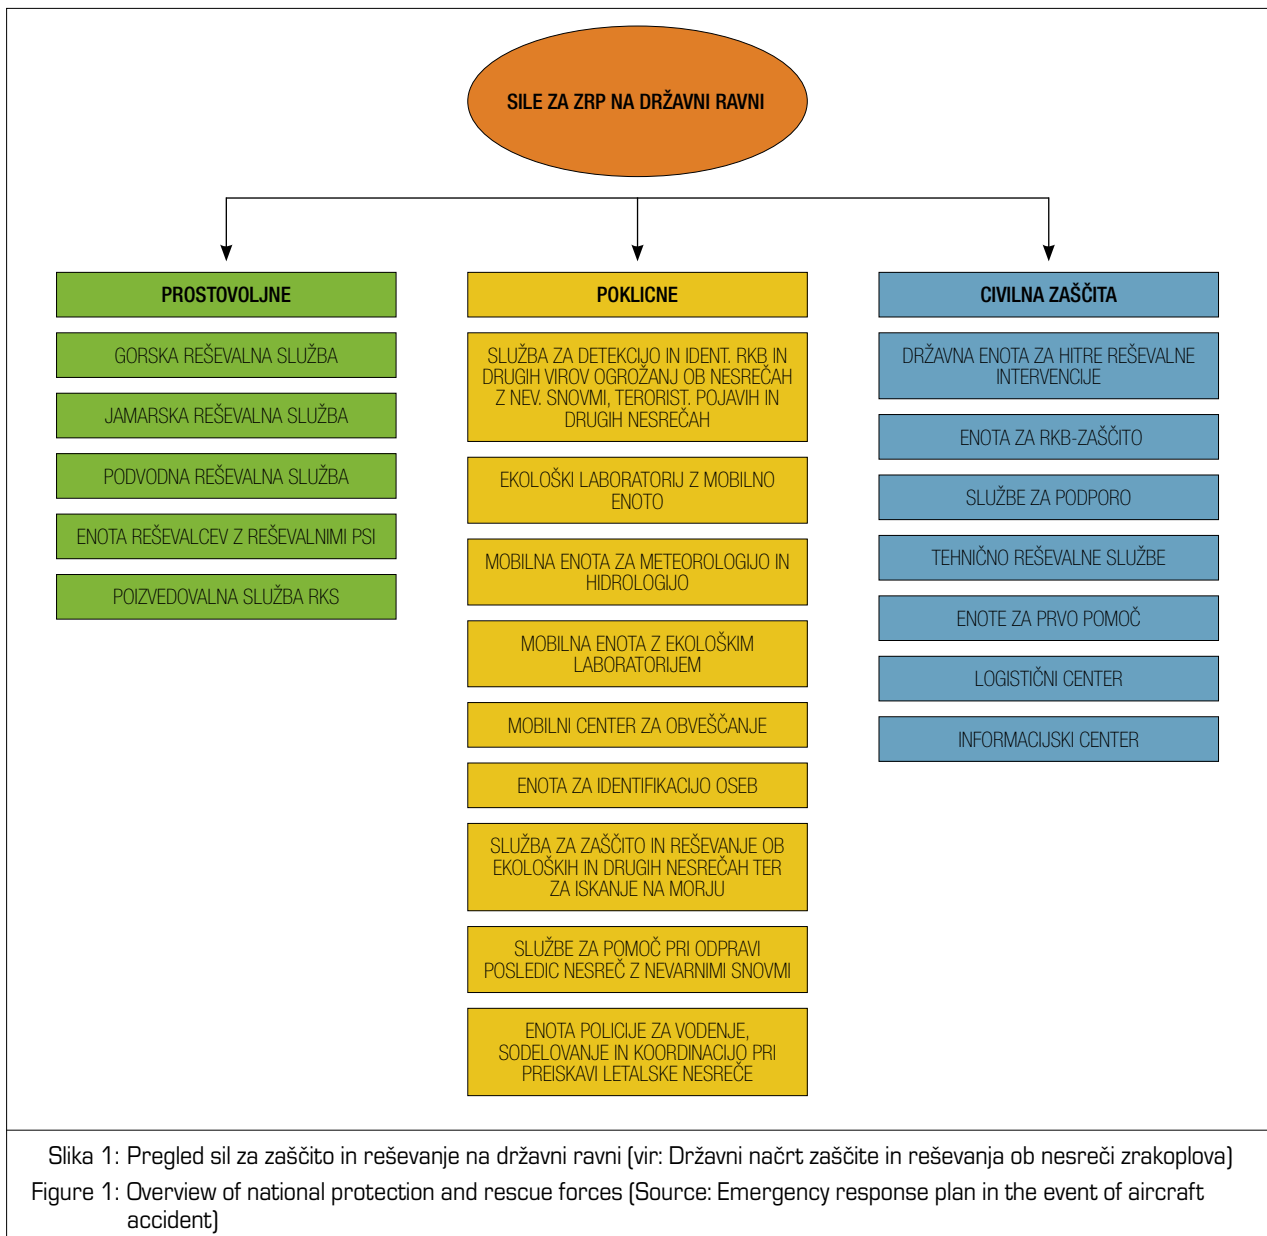 SILE ZA ZRP NA DRŽAVNI RAVNI
PROSTOVOLJNE
GORSKA REŠEVALNA SLUŽBA
JAMARSKA REŠEVALNA SLUŽBA
PODVODNA REŠEVALNA SLUŽBA
ENOTA REŠEVALCEV Z REŠEVALNIMI PSI
POIZVEDOVALNA SLUŽBA RKS
POKLICNE
SLUŽBA ZA DETEKCIJO IN IDENT. RKB IN
DRUGIH VIROV OGROŽANJ OB NESREČAH
Z NEV. SNOVMI, TERORIST. POJAVIH IN
DRUGIH NESREČAH
EKOLOŠKI LABORATORIJ Z MOBILNO
ENOTO
MOBILNA ENOTA ZA METEOROLOGIJO IN
HIDROLOGIJO
MOBILNA ENOTA Z EKOLOŠKIM
LABORATORIJEM
MOBILNI CENTER ZA OBVEŠČANJE
ENOTA ZA IDENTIFIKACIJO OSEB
SLUŽBA ZA ZAŠČITO IN REŠEVANJE OB
EKOLOŠKIH IN DRUGIH NESREČAH TER
ZA ISKANJE NA MORJU
SLUŽBE ZA POMOČ PRI ODPRAVI
POSLEDIC NESREČ Z NEVARNIMI SNOVMI
ENOTA POLICIJE ZA VODENJE,
SODELOVANJE IN KOORDINACIJO PRI
PREISKAVI LETALSKE NESREČE
CIVILNA ZAŠČITA
DRŽAVNA ENOTA ZA HITRE REŠEVALNE
INTERVENCIJE
ENOTA ZA RKB-ZAŠČITO
SLUŽBE ZA PODPORO
TEHNIČNO REŠEVALNE SLUŽBE
ENOTE ZA PRVO POMOČ
LOGISTIČNI CENTER
INFORMACIJSKI CENTER
Slika 1: Pregled sil za zaščito in reševanje na državni ravni (vir: Državni načrt zaščite in reševanja ob nesreči zrakoplova)
Figure 1: Overview of national protection and rescue forces (Source: Emergency response plan in the event of aircraft
accident)